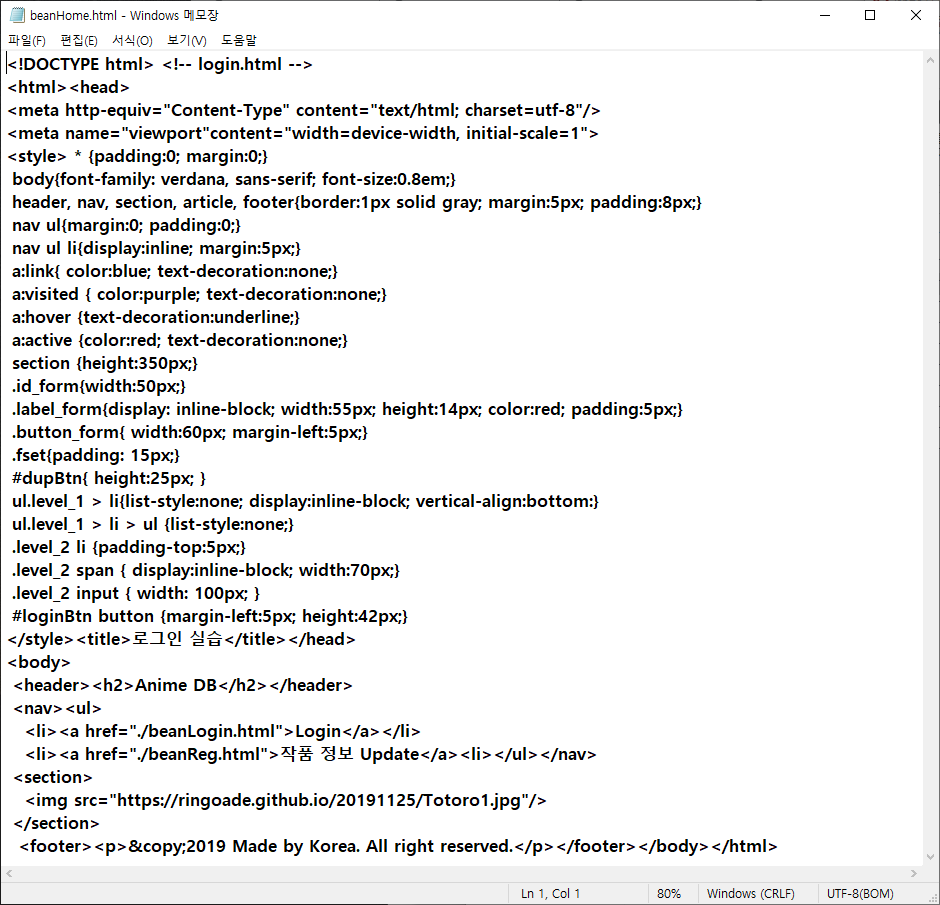 beanHome.html - Windows 메모장
파일(F) 편집(E) 서식(O) 보기(V) 도움말
<!DOCTYPE html> <!-- login.html -->
<html><head>
<meta http-equiv="Content-Type" content="text/html; charset=utf-8"/>
<meta name="viewport"content="width=device-width, initial-scale=1">
<style> * {padding:0; margin:0;}
body{font-family: verdana, sans-serif; font-size:0.8em;}
header, nav, section, article, footer{border:1px solid gray; margin:5px; padding:8px;}
nav ul{margin:0; padding:0;}
nav ul li{display:inline; margin:5px;}
a:link{ color:blue; text-decoration:none;}
a:visited { color:purple; text-decoration:none;}
a:hover {text-decoration:underline;}
a:active {color:red; text-decoration:none;}
section {height:350px;}
.id_form{width:50px;}
.label_form{display: inline-block; width:55px; height:14px; color:red; padding:5px;}
.button_form{ width:60px; margin-left:5px;}
.fset{padding: 15px;}
#dupBtn{ height:25px; }
ul.level_1 > li{list-style:none; display:inline-block; vertical-align:bottom:}
ul.level_1 > li > ul {list-style:none;}
.level_2 li {padding-top:5px;}
.level_2 span { display:inline-block; width:70px;}
.level_2 input { width: 100px; }
#loginBtn button {margin-left:5px; height:42px;}
</style><title>로그인 실습</title></head>
<body>
<header><h2>Anime DB</h2></header>
<nav><ul>
<li><a href="./beanLogin.html">Login</a></li>
<li><a href="./beanReg.html">작품 정보 Update</a><li></ul></nav>
<section>
<img src="https://ringoade.github.io/20191125/Totoro1.jpg"/>
</section>
<footer><p>&copy;2019 Made by Korea. All right reserved.</p></footer></body></html>
Ln 1, Col 1 80% Windows (CRLF) UTF-8(BOM)